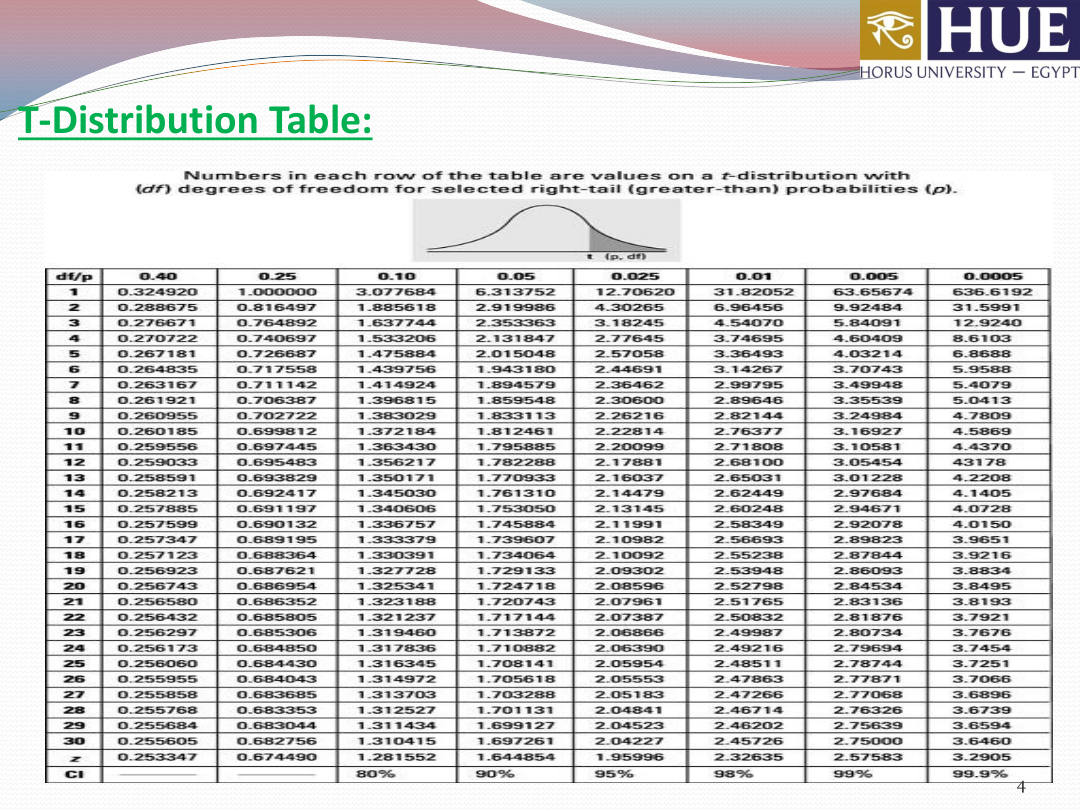 HUE
HORUS UNIVERSITY — EGYPT
T-Distribution Table:
Numbers in each row of the table are values on a t-distribution with
(df) degrees of freedom for selected right-tail (greater-than) probabilities (p).
t (p, df)
df/p 0.40 0.25 0.10 0.05 0.025 0.01 0.005 0.0005
1 0.324920 1.000000 3.077684 6.313752 12.70620 31.82052 63.65674 636.6192
2 0.288675 0.816497 1.885618 2.919986 4.30265 6.96456 9.92484 31.5991
3 0.276671 0.764892 1.637744 2.353363 3.18245 4.54070 5.84091 12.9240
4 0.270722 0.740697 1.533206 2.131847 2.77645 3.74695 4.60409 8.6103
5 0.267181 0.726687 1.475884 2.015048 2.57058 3.36493 4.03214 6.8688
6 0.264835 0.717558 1.439756 1.943180 2.44691 3.14267 3.70743 5.9588
7 0.263167 0.711142 1.414924 1.894579 2.36462 2.99795 3.49948 5.4079
8 0.261921 0.706387 1.396815 1.859548 2.30600 2.89646 3.35539 5.0413
9 0.260955 0.702722 1.383029 1.833113 2.26216 2.82144 3.24984 4.7809
10 0.260185 0.699812 1.372184 1.812461 2.22814 2.76377 3.16927 4.5869
11 0.259556 0.697445 1.363430 1.795885 2.20099 2.71808 3.10581 4.4370
12 0.259033 0.695483 1.356217 1.782288 2.17881 2.68100 3.05454 43178
13 0.258591 0.693829 1.350171 1.770933 2.16037 2.65031 3.01228 4.2208
14 0.258213 0.692417 1.345030 1.761310 2.14479 2.62449 2.97684 4.1405
15 0.257885 0.691197 1.340606 1.753050 2.13145 2.60248 2.94671 4.0728
16 0.257599 0.690132 1.336757 1.745884 2.11991 2.58349 2.92078 4.0150
17 0.257347 0.689195 1.333379 1.739607 2.10982 2.56693 2.89823 3.9651
18 0.257123 0.688364 1.330391 1.734064 2.10092 2.55238 2.87844 3.9216
19 0.256923 0.687621 1.327728 1.729133 2.09302 2.53948 2.86093 3.8834
20 0.256743 0.686954 1.325341 1.724718 2.08596 2.52798 2.84534 3.8495
21 0.256580 0.686352 1.323188 1.720743 2.07961 2.51765 2.83136 3.8193
22 0.256432 0.685805 1.321237 1.717144 2.07387 2.50832 2.81876 3.7921
23 0.256297 0.685306 1.319460 1.713872 2.06866 2.49987 2.80734 3.7676
24 0.256173 0.684850 1.317836 1.710882 2.06390 2.49216 2.79694 3.7454
25 0.256060 0.684430 1.316345 1.708141 2.05954 2.48511 2.78744 3.7251
26 0.255955 0.684043 1.314972 1.705618 2.05553 2.47863 2.77871 3.7066
27 0.255858 0.683685 1.313703 1.703288 2.05183 2.47266 2.77068 3.6896
28 0.255768 0.683353 1.312527 1.701131 2.04841 2.46714 2.76326 3.6739
29 0.255684 0.683044 1.311434 1.699127 2.04523 2.46202 2.75639 3.6594
30 0.255605 0.682756 1.310415 1.697261 2.04227 2.45726 2.75000 3.6460
z 0.253347 0.674490 1.281552 1.644854 1.95996 2.32635 2.57583 3.2905
CI 80% 90% 95% 98% 99% 99.9%
4